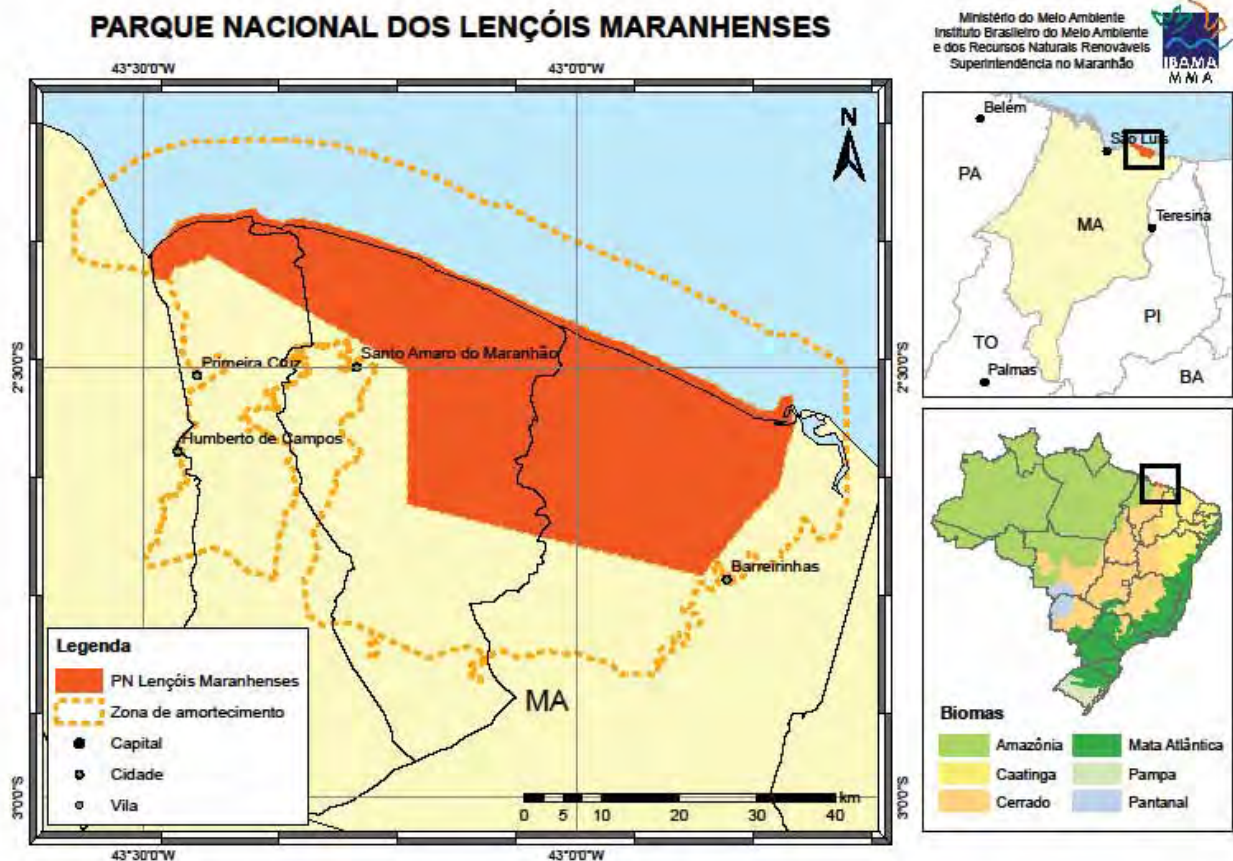 PARQUE NACIONAL DOS LENÇÓIS MARANHENSES
Ministério do Meio Ambiente
Instituto Brasileiro do Meio Ambiente
e dos Recursos Naturais Renováveis
Superintendência no Maranhão
IBAMA
MMA
43°30'0"W
43°0'0"W
N
2°30'0"S
2°30'0"S
Primeira Cruz
Santo Amaro do Maranhão
Humberto de Campos
Barreirinhas
MA
Legenda
PN Lençóis Maranhenses
Zona de amortecimento
Capital
Cidade
Vila
km
0 5 10 20 30 40
3°0'0"S
3°0'0"S
43°30'0"W
43°0'0"W
Belém
São Luís
PA
MA
Teresina
PI
TO
Palmas
BA
Biomas
Amazônia
Mata Atlântica
Caatinga
Pampa
Cerrado
Pantanal